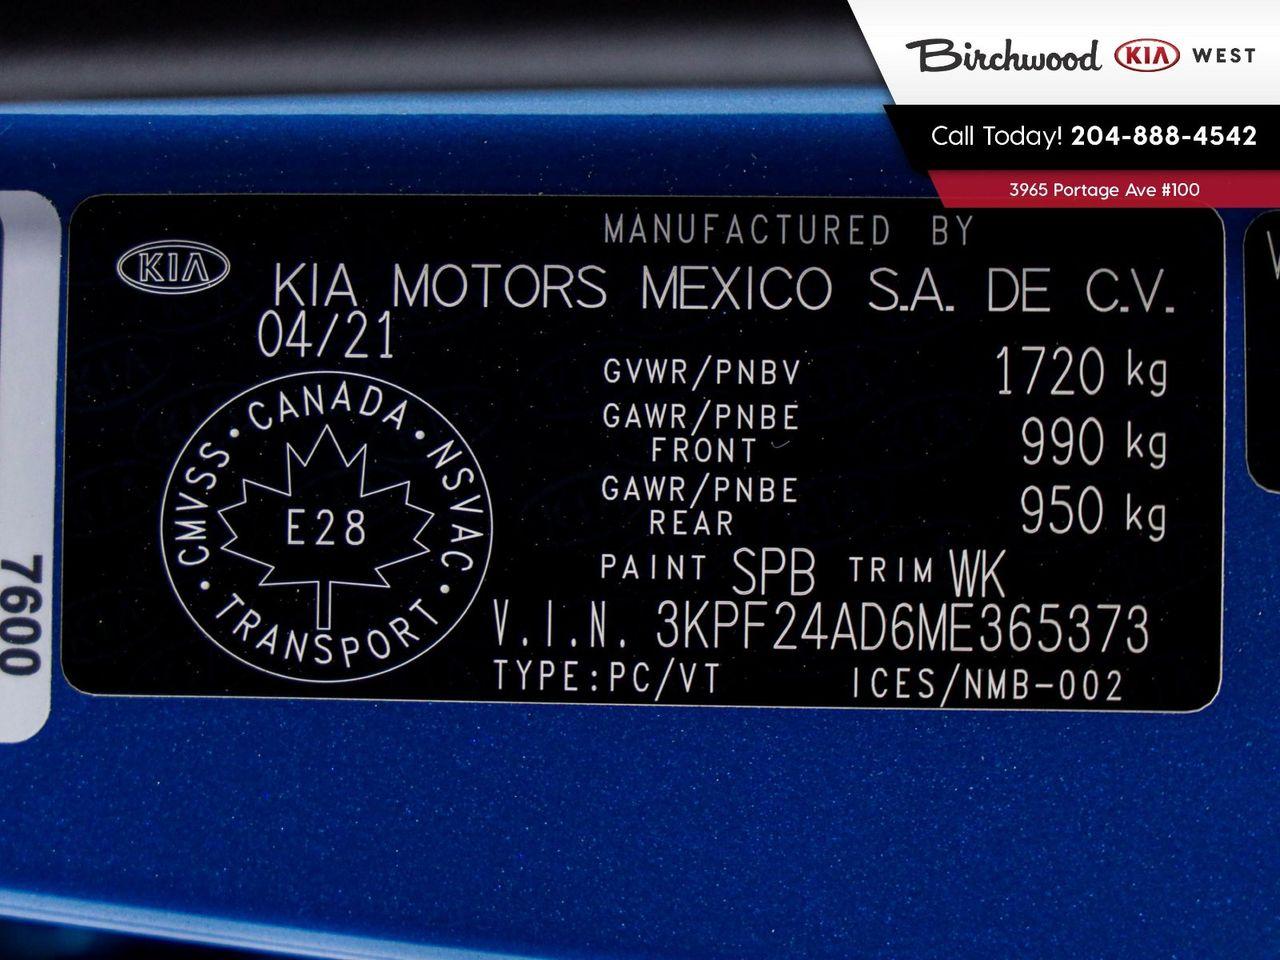 Birchwood KIA WEST
Call Today! 204-888-4542
3965 Portage Ave #100
MANUFACTURED BY
KIA
KIA MOTORS MEXICO S.A. DE C.V.
04/21
GVWR/PNBV 1720 kg
GAWR/PNBE
FRONT 990 kg
GAWR/PNBE
REAR 950 kg
CMVSS • CANADA • NSVAC • TRANSPORT •
E28
PAINT SPB TRIM WK
V.I.N. 3KPF24AD6ME365373
TYPE:PC/VT ICES/NMB-002
7600